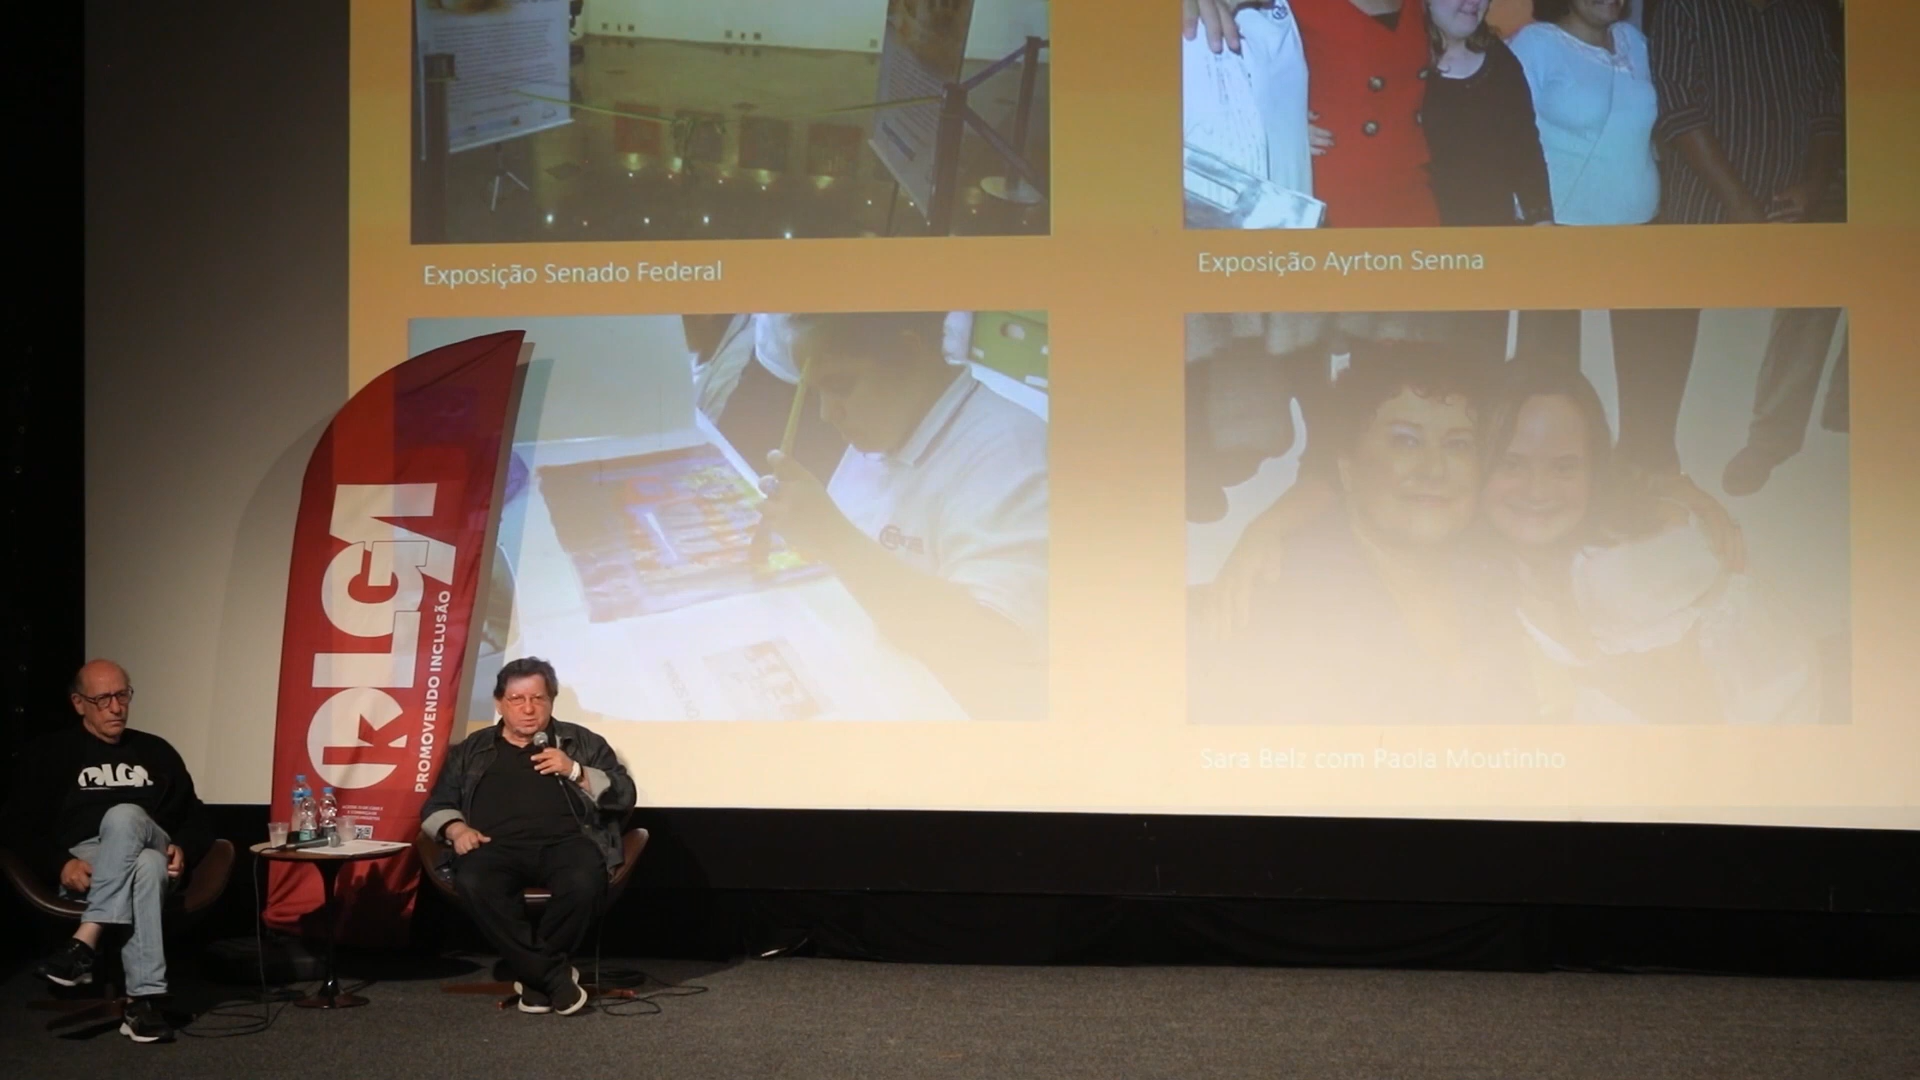 Exposição Senado Federal
Exposição Ayrton Senna
Sara Belz com Paola Moutinho
OLGA
k
PROMOVENDO INCLUSÃO
OLGA
k